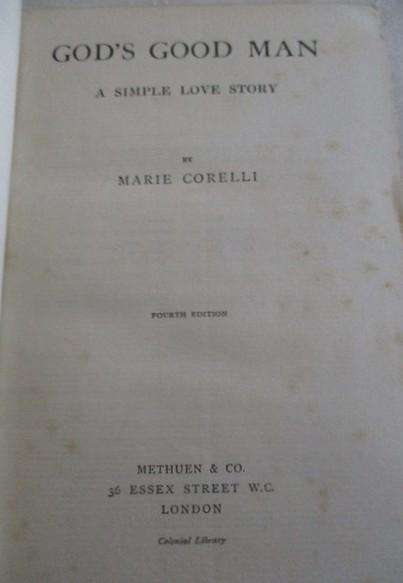 GOD'S GOOD MAN
A SIMPLE LOVE STORY
BY
MARIE CORELLI
FOURTH EDITION
METHUEN & CO.
36 ESSEX STREET W.C.
LONDON
Colonial Library